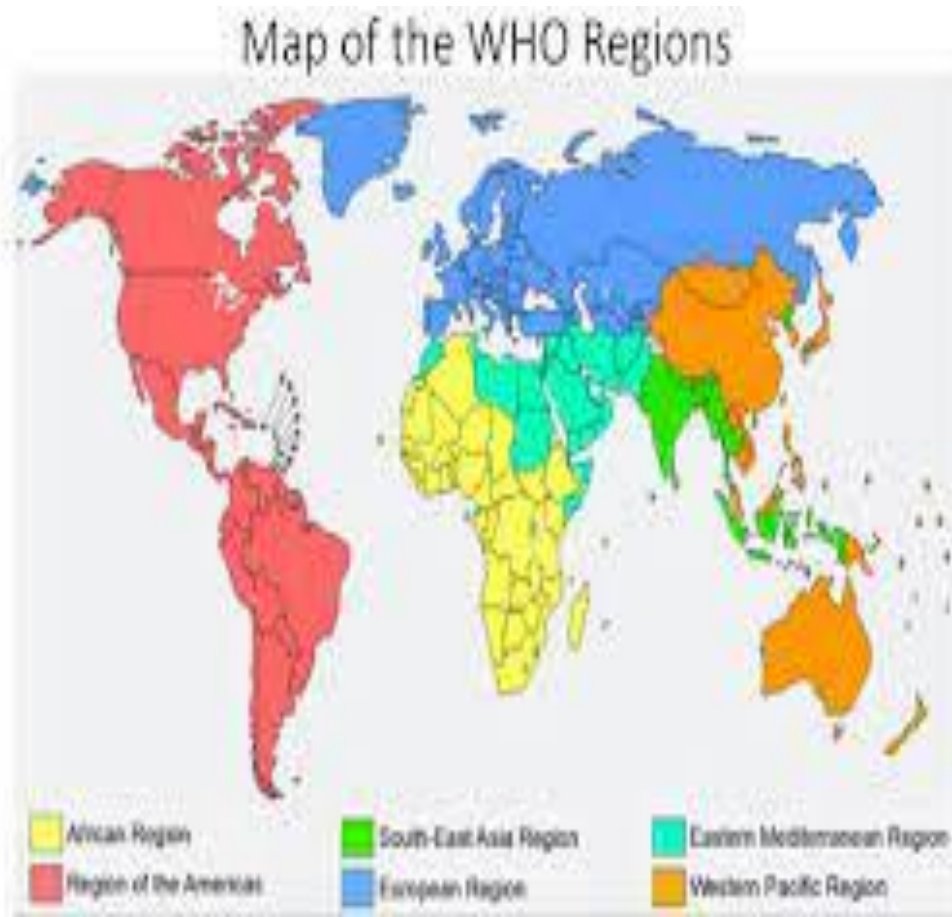 Map of the WHO Regions
African Region
South-East Asia Region
Eastern Mediterranean Region
Region of the Americas
European Region
Western Pacific Region